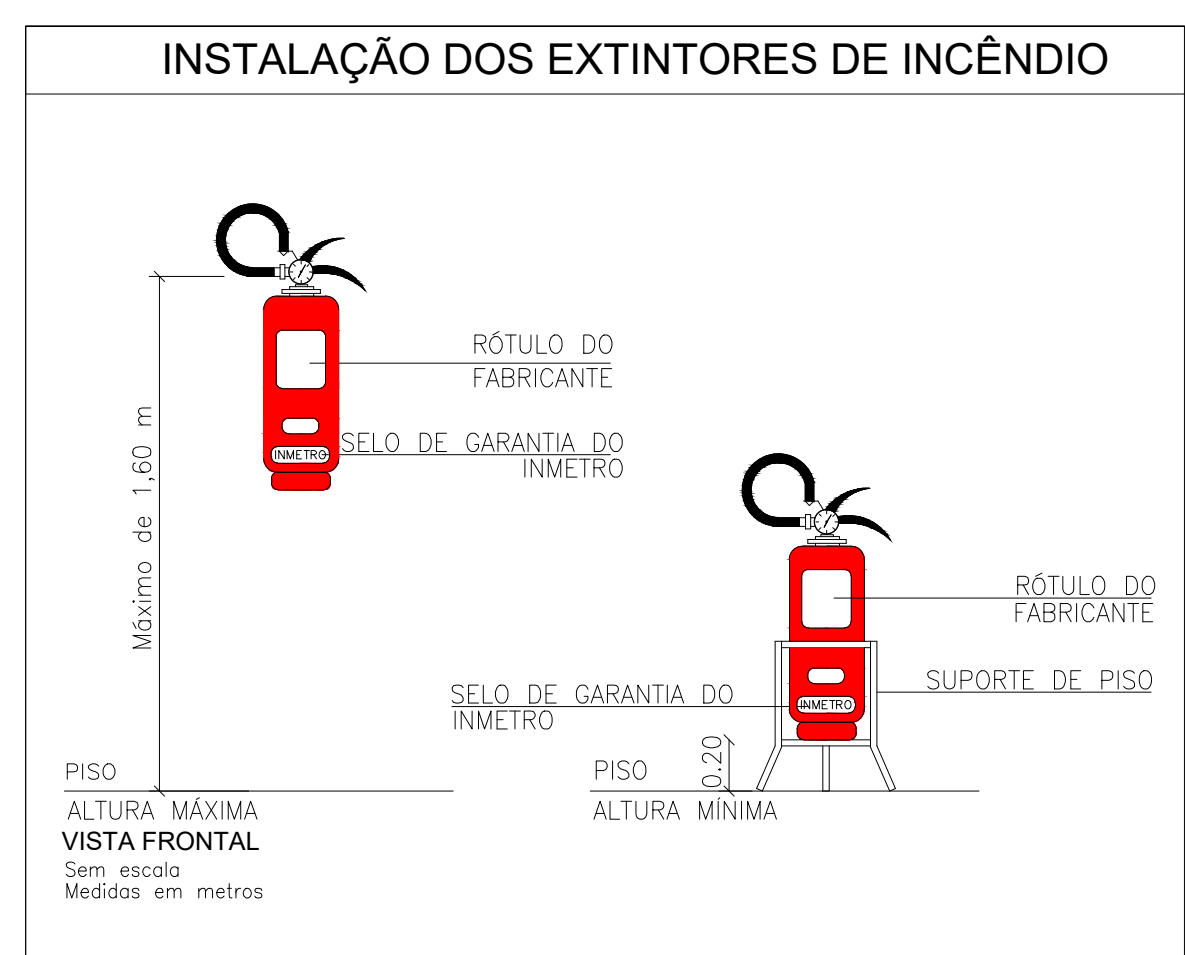 INSTALAÇÃO DOS EXTINTORES DE INCÊNDIO
Máximo de 1,60 m
RÓTULO DO
FABRICANTE
INMETRO
SELO DE GARANTIA DO
INMETRO
PISO
ALTURA MÁXIMA
VISTA FRONTAL
Sem escala
Medidas em metros
RÓTULO DO
FABRICANTE
SUPORTE DE PISO
SELO DE GARANTIA DO
INMETRO
INMETRO
0.20
PISO
ALTURA MÍNIMA